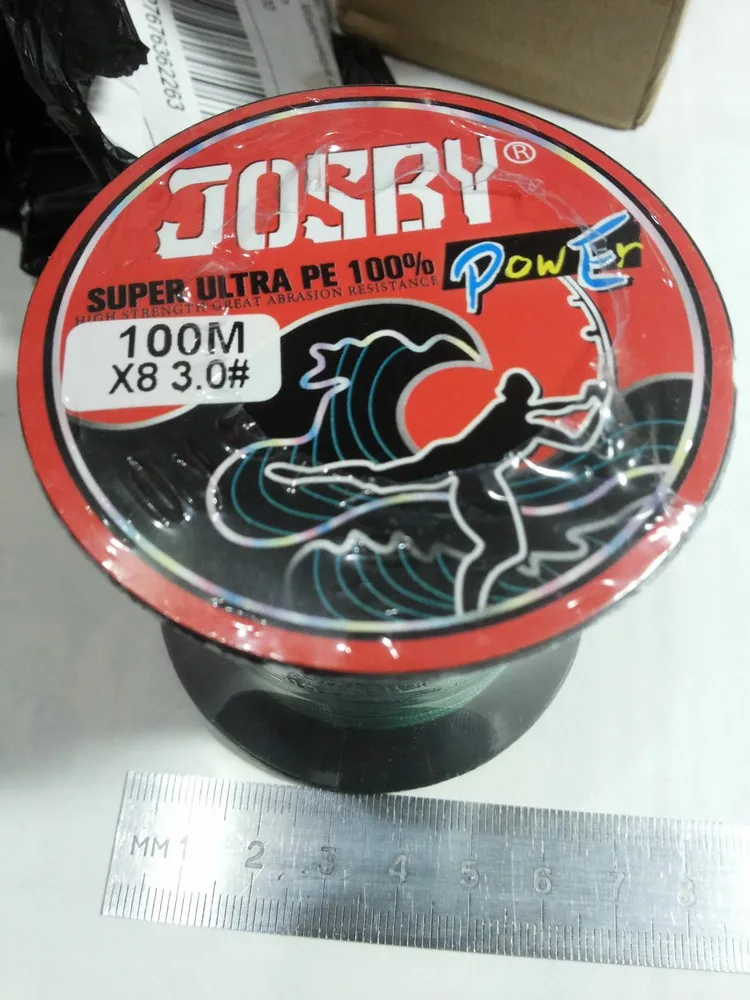 7676362263
JOSBY®
SUPER ULTRA PE 100%
HIGH STRENGTH GREAT ABRASION RESISTANCE
PowEr
100M
X8 3.0#
MM 1 2 3 4 5 6 7 8